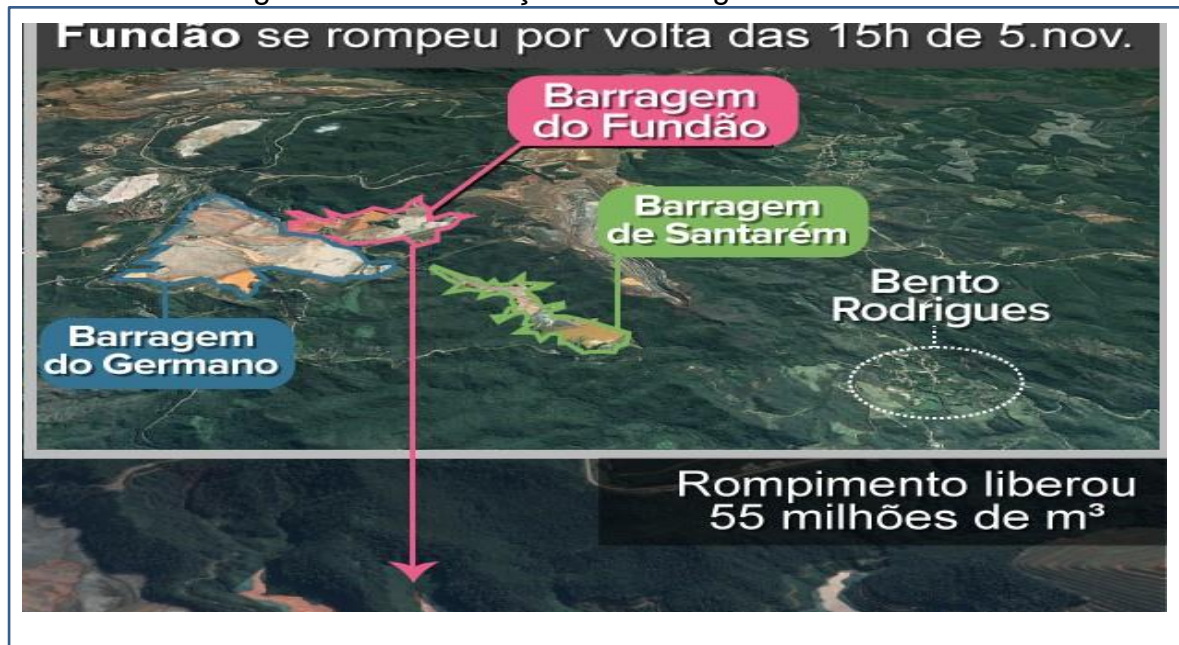 Fundão se rompeu por volta das 15h de 5.nov.
Barragem
do Fundão
Barragem
de Santarém
Bento
Rodrigues
Barragem
do Germano
Rompimento liberou
55 milhões de m³